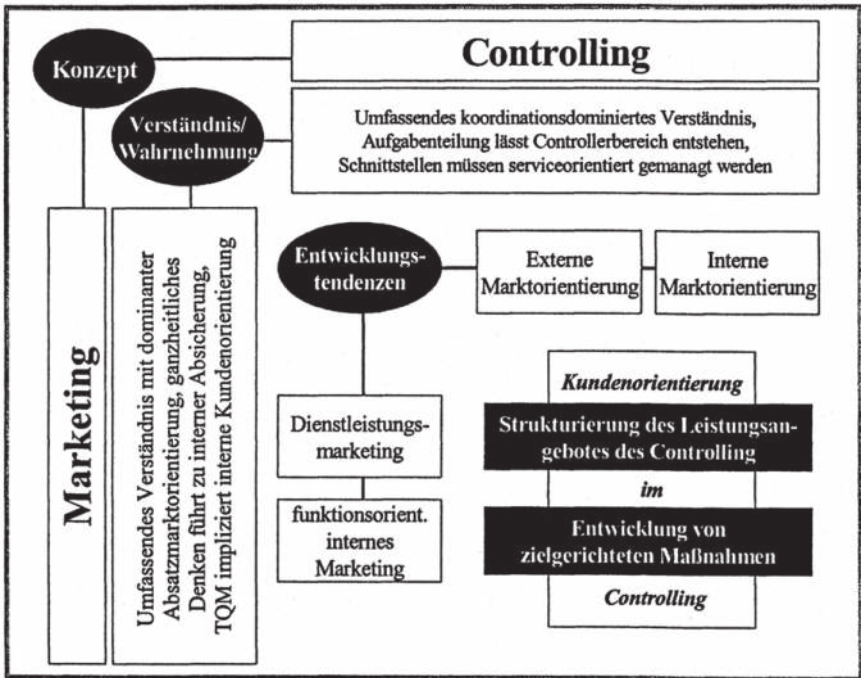 Konzept
Controlling
Verständnis/
Wahrnehmung
Umfassendes koordinationsdominiertes Verständnis,
Aufgabenteilung lässt Controllerbereich entstehen,
Schnittstellen müssen serviceorientiert gemanagt werden
Marketing
Umfassendes Verständnis mit dominanter
Absatzmarktorientierung, ganzheitliches
Denken führt zu interner Absicherung,
TQM impliziert interne Kundenorientierung
Entwicklungs-
tendenzen
Externe
Marktorientierung
Interne
Marktorientierung
Dienstleistungs-
marketing
funktionsorient.
internes
Marketing
Kundenorientierung
Strukturierung des Leistungsan-
gebotes des Controlling
im
Entwicklung von
zielgerichteten Maßnahmen
Controlling